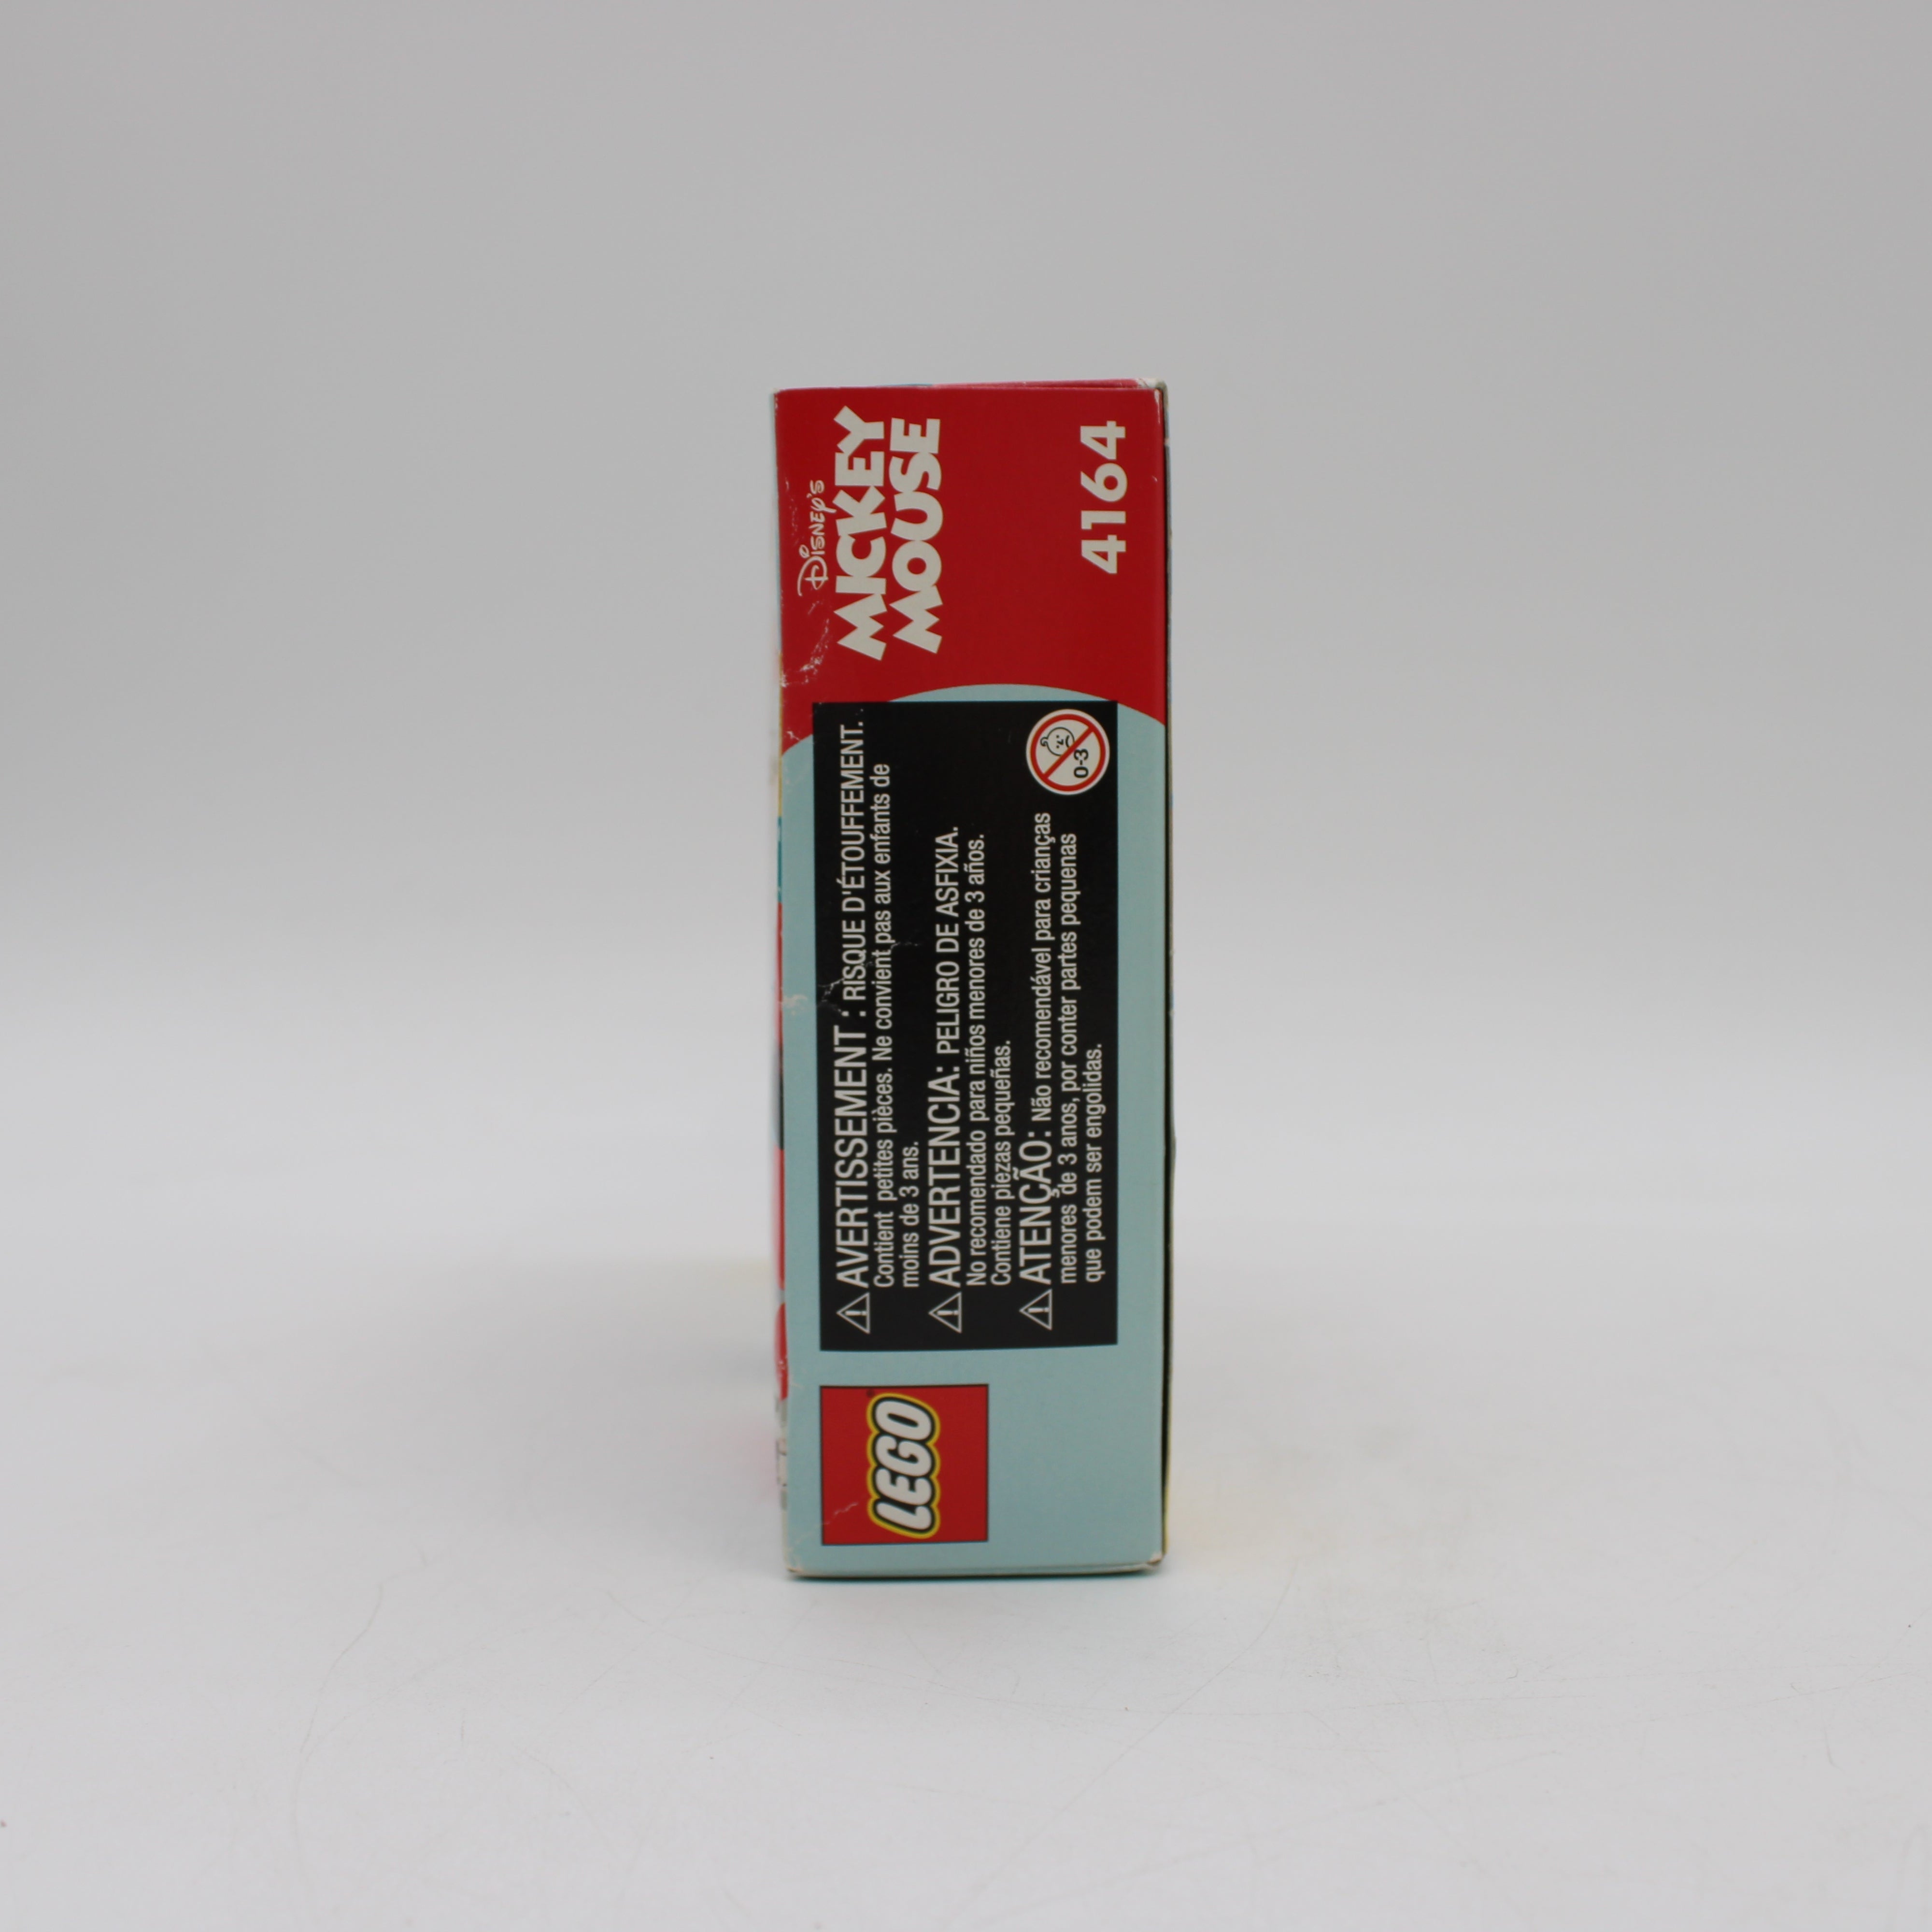 LEGO
⚠ AVERTISSEMENT : RISQUE D'ÉTOUFFEMENT.
Contient petites pièces. Ne convient pas aux enfants de
moins de 3 ans.
⚠ ADVERTENCIA: PELIGRO DE ASFIXIA.
No recomendado para niños menores de 3 años.
Contiene piezas pequeñas.
⚠ ATENÇÃO: Não recomendável para crianças
menores de 3 anos, por conter partes pequenas
que podem ser engolidas.
0-3
DISNEY'S
MICKEY
MOUSE
4164